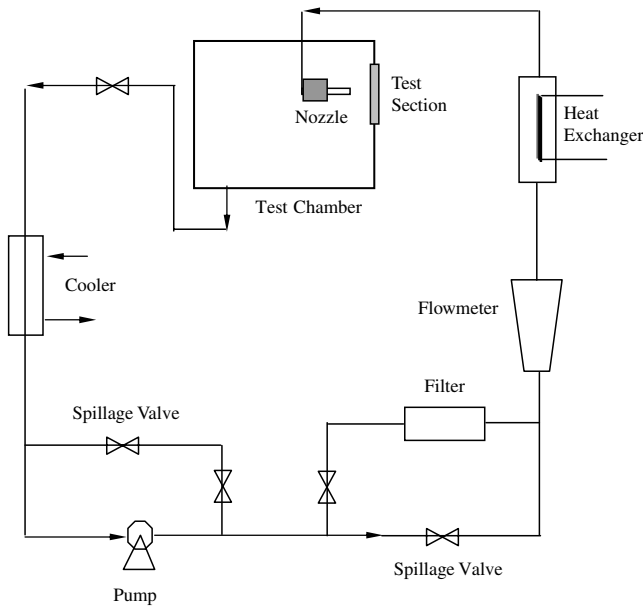 Test
Section
Nozzle
Heat
Exchanger
Test Chamber
Cooler
Flowmeter
Filter
Spillage Valve
Spillage Valve
Pump